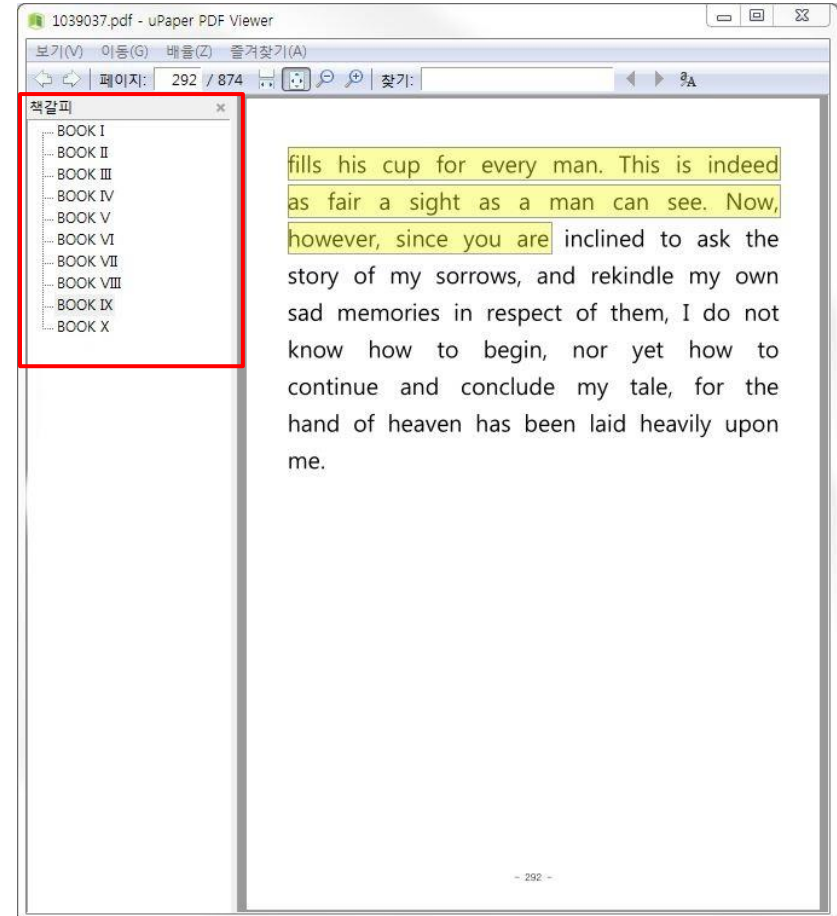 1039037.pdf - uPaper PDF Viewer
보기(V) 이동(G) 배율(Z) 즐겨찾기(A)
페이지: 292 / 874 찾기: ªA
책갈피
BOOK Ⅰ
BOOK Ⅱ
BOOK Ⅲ
BOOK Ⅳ
BOOK Ⅴ
BOOK Ⅵ
BOOK Ⅶ
BOOK Ⅷ
BOOK Ⅸ
BOOK Ⅹ
fills his cup for every man. This is indeed
as fair a sight as a man can see. Now,
however, since you are inclined to ask the
story of my sorrows, and rekindle my own
sad memories in respect of them, I do not
know how to begin, nor yet how to
continue and conclude my tale, for the
hand of heaven has been laid heavily upon
me.
- 292 -